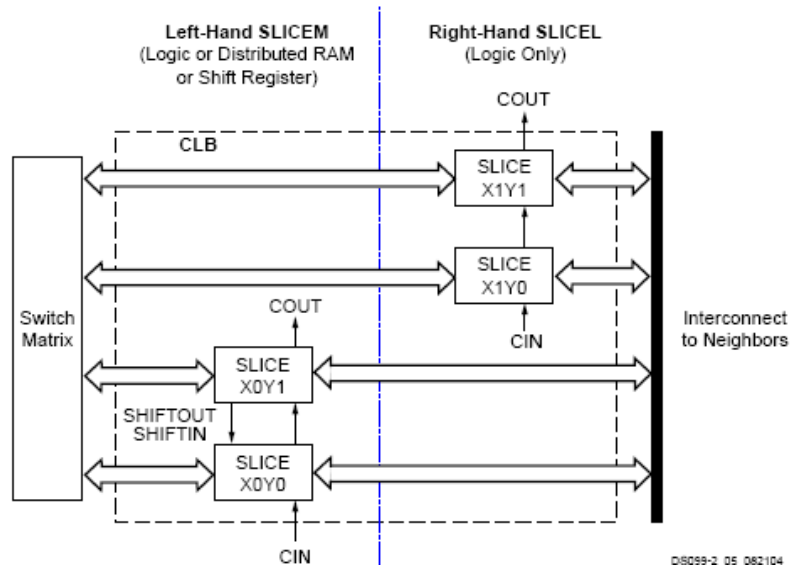 Left-Hand SLICEM
(Logic or Distributed RAM
or Shift Register)
Right-Hand SLICEL
(Logic Only)
COUT
CLB
SLICE
X1Y1
SLICE
X1Y0
Switch
Matrix
COUT
CIN
Interconnect
to Neighbors
SLICE
X0Y1
SHIFTOUT
SHIFTIN
SLICE
X0Y0
CIN
DS099-2_05_082104